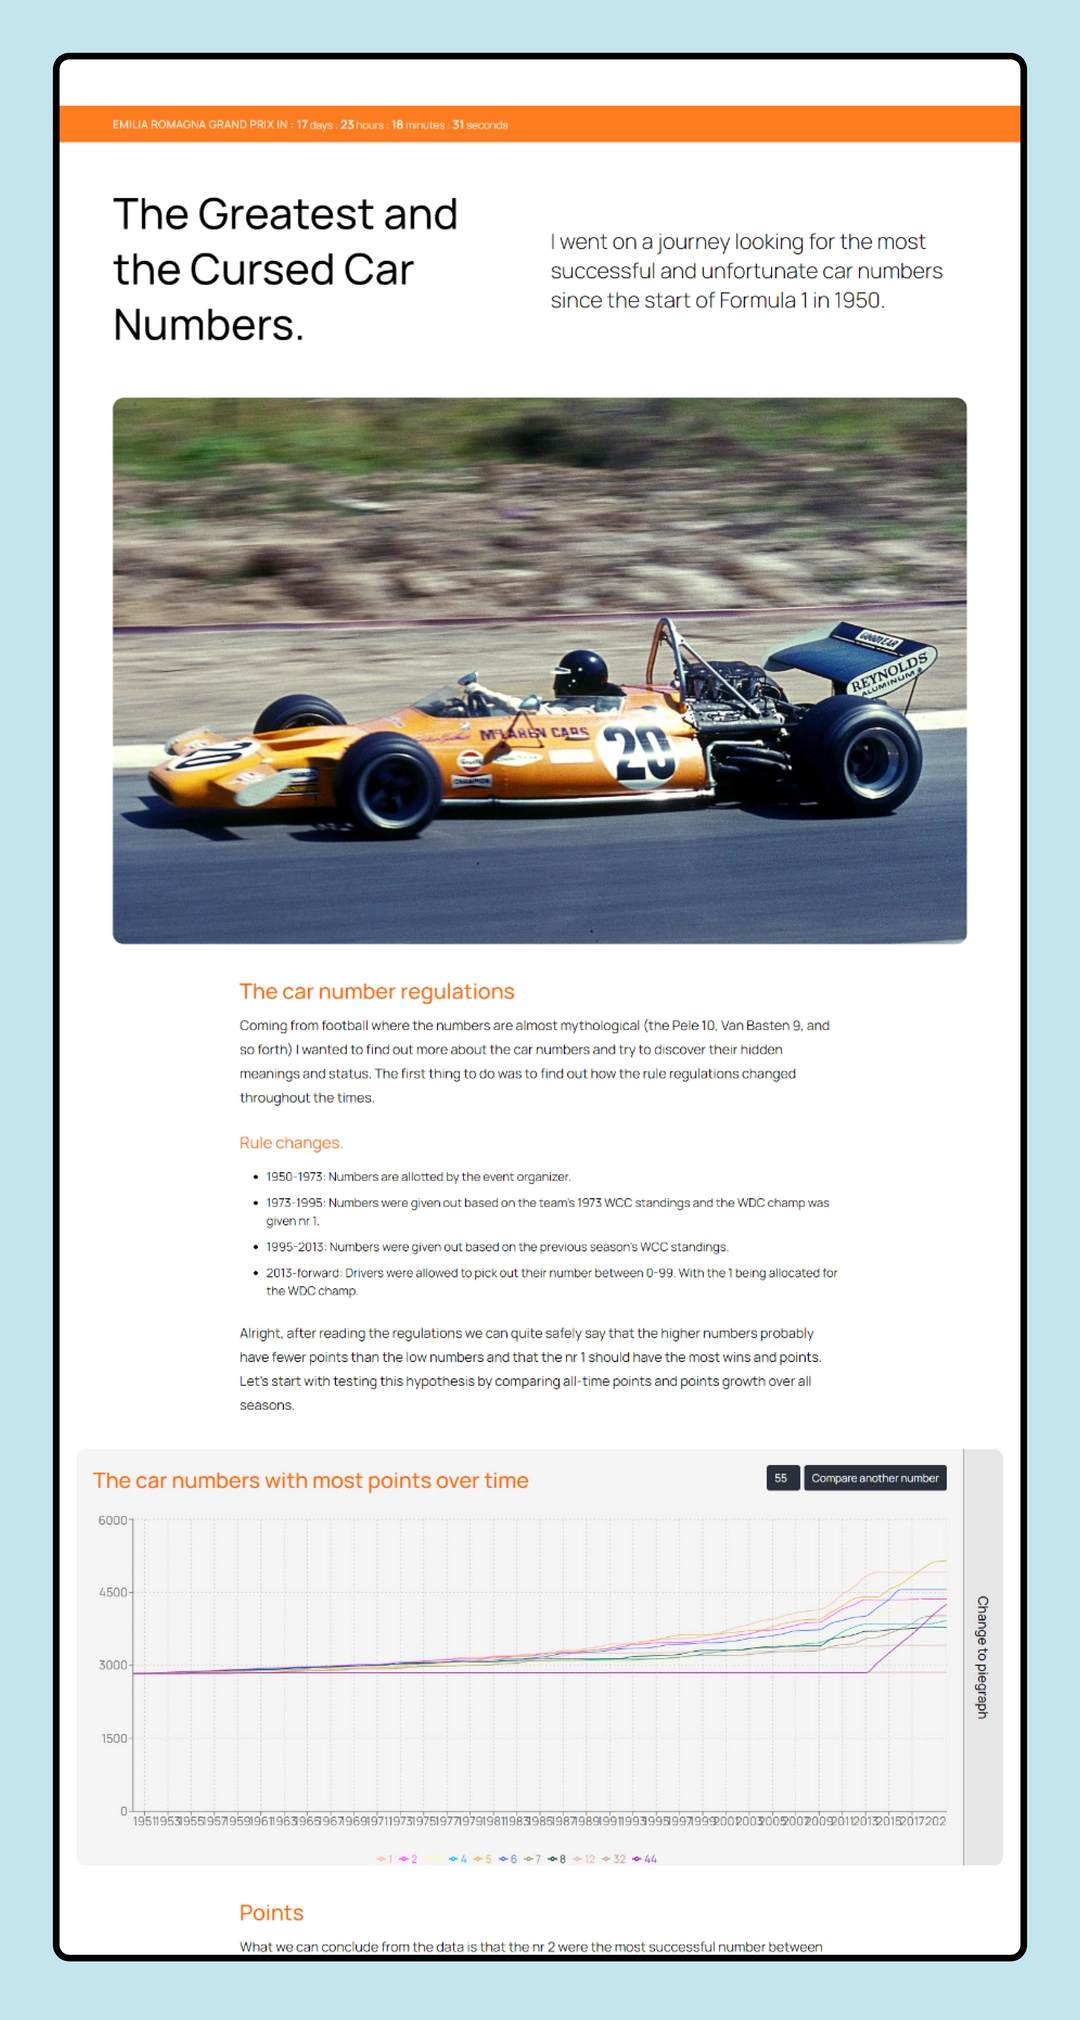 EMILIA ROMAGNA GRAND PRIX IN : 17 days : 23 hours : 18 minutes : 31 seconds
The Greatest and
the Cursed Car
Numbers.
I went on a journey looking for the most
successful and unfortunate car numbers
since the start of Formula 1 in 1950.
GOODYEAR
REYNOLDS
ALUMINUM
McLAREN CARS
20
20
The car number regulations
Coming from football where the numbers are almost mythological (the Pele 10, Van Basten 9, and
so forth) I wanted to find out more about the car numbers and try to discover their hidden
meanings and status. The first thing to do was to find out how the rule regulations changed
throughout the times.
Rule changes.
• 1950-1973: Numbers are allotted by the event organizer.
• 1973-1995: Numbers were given out based on the team's 1973 WCC standings and the WDC champ was
given nr 1.
• 1995-2013: Numbers were given out based on the previous season's WCC standings.
• 2013-forward: Drivers were allowed to pick out their number between 0-99. With the 1 being allocated for
the WDC champ.
Alright, after reading the regulations we can quite safely say that the higher numbers probably
have fewer points than the low numbers and that the nr 1 should have the most wins and points.
Let's start with testing this hypothesis by comparing all-time points and points growth over all
seasons.
The car numbers with most points over time
55
Compare another number
6000
4500
3000
1500
0
1951 1953 1955 1957 1959 1961 1963 1965 1967 1969 1971 1973 1975 1977 1979 1981 1983 1985 1987 1989 1991 1993 1995 1997 1999 2001 2003 2005 2007 2009 2011 2013 2015 2017 202
1 2 4 5 6 7 8 12 32 44
Change to piegraph
Points
What we can conclude from the data is that the nr 2 were the most successful number between